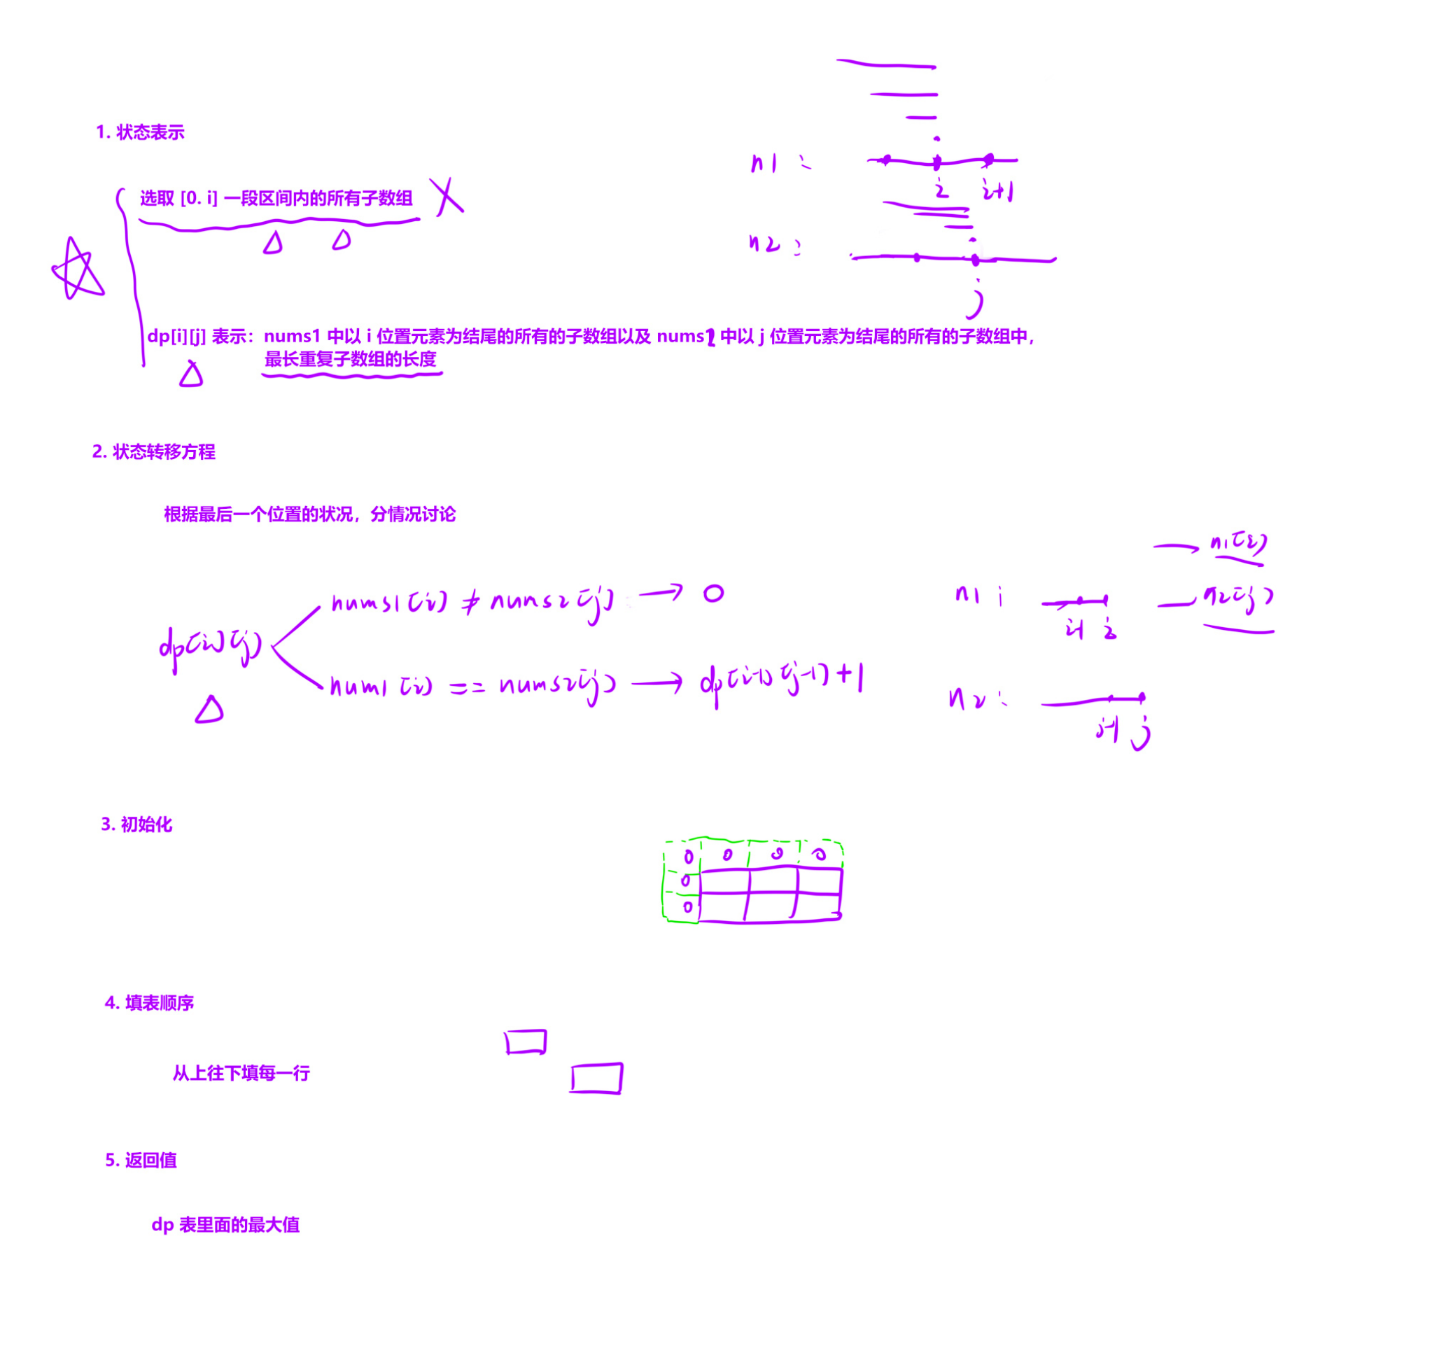 1. 状态表示
n1 :
i i+1
选取 [0. i] 一段区间内的所有子数组 X
n2 :
j
dp[i][j] 表示：nums1 中以 i 位置元素为结尾的所有的子数组以及 nums2 中以 j 位置元素为结尾的所有的子数组中，
最长重复子数组的长度
2. 状态转移方程
根据最后一个位置的状况，分情况讨论
n1[i]
nums1[i] ≠ nums2[j] → 0
n1 :
n2[j]
i-1 i
dp[i][j]
num1[i] == nums2[j] → dp[i-1][j-1]+1
n2 :
j-1 j
3. 初始化
0 0 0 0
0
0
4. 填表顺序
从上往下填每一行
5. 返回值
dp 表里面的最大值